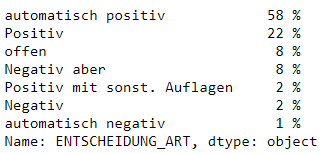 automatisch positiv 58 %
Positiv 22 %
offen 8 %
Negativ aber 8 %
Positiv mit sonst. Auflagen 2 %
Negativ 2 %
automatisch negativ 1 %
Name: ENTSCHEIDUNG_ART, dtype: object